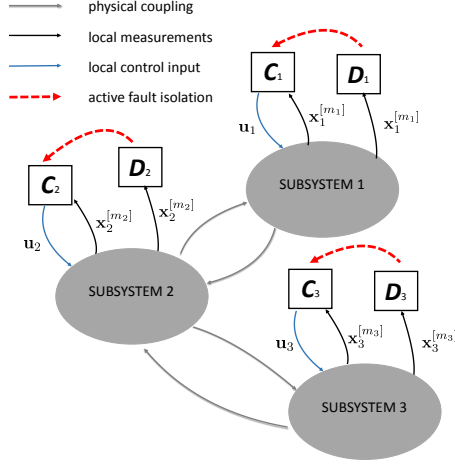 physical coupling
local measurements
local control input
active fault isolation
C₁ D₁
u₁ x₁^[m₁] x₁^[m₁]
SUBSYSTEM 1
C₂ D₂
u₂ x₂^[m₂] x₂^[m₂]
SUBSYSTEM 2
C₃ D₃
u₃ x₃^[m₃] x₃^[m₃]
SUBSYSTEM 3